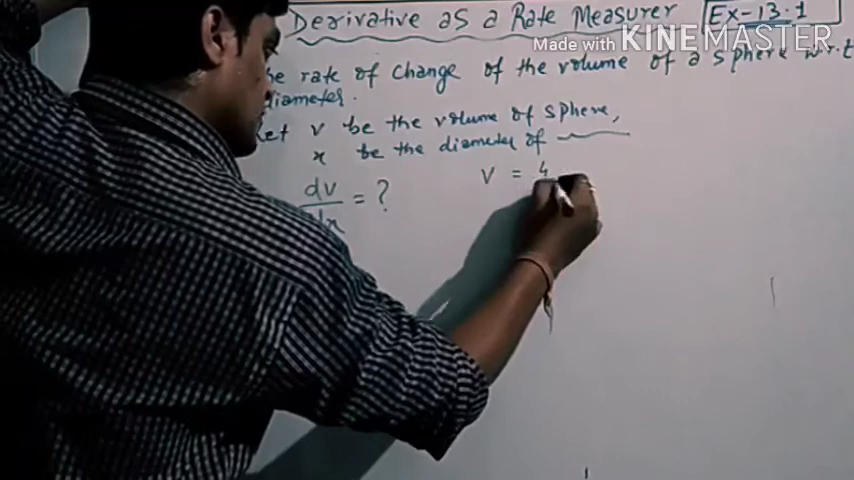 Derivative as a Rate Measurer Ex-13.1
Made with KINEMASTER
he rate of change of the volume of a sphere w.r.t
diameter.
Let v be the volume of sphere,
x be the diameter of
dv/dx = ? v = 4